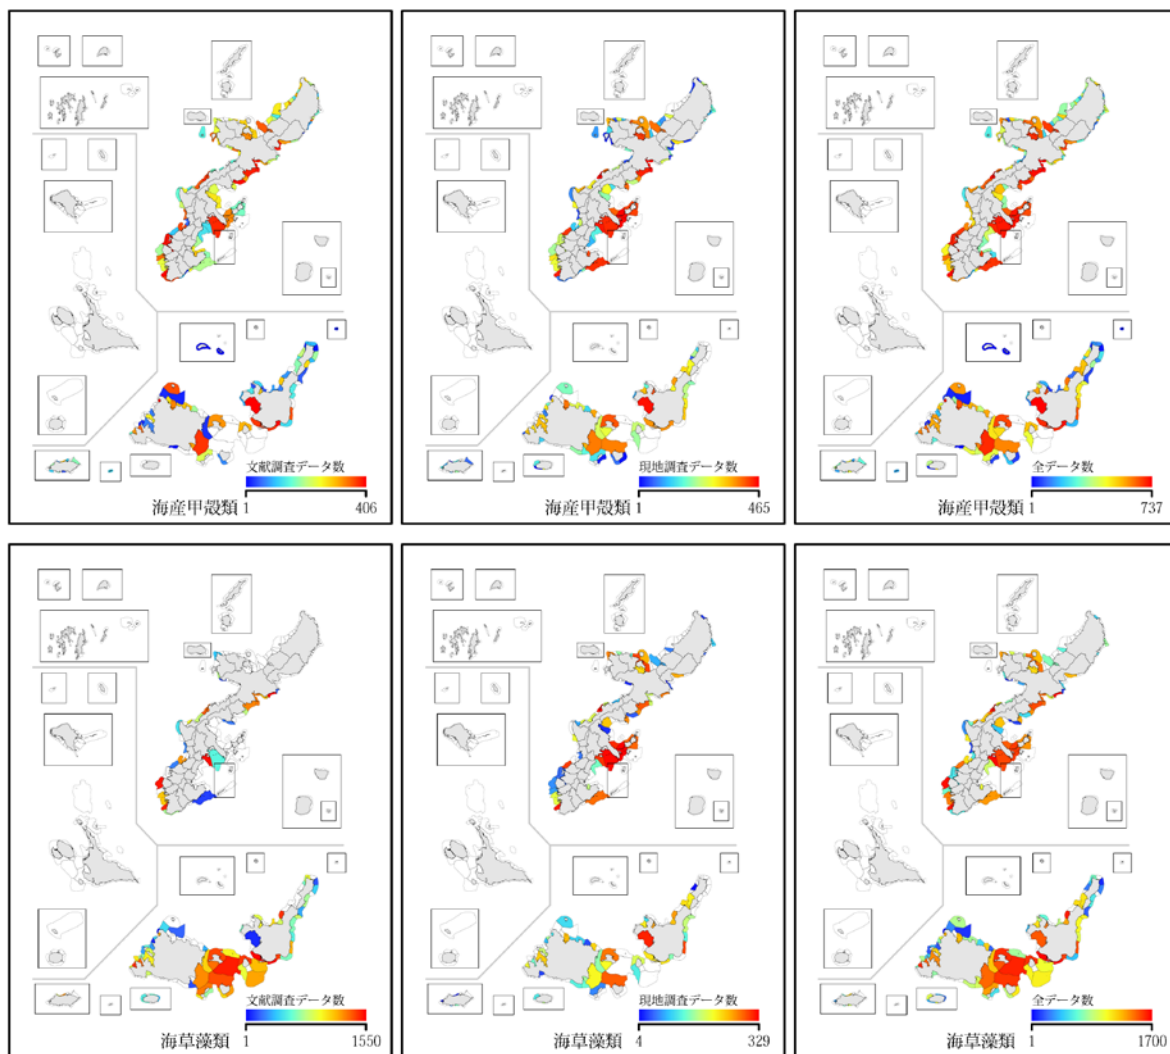 文献調査データ数
海産甲殻類 1 406
現地調査データ数
海産甲殻類 1 465
全データ数
海産甲殻類 1 737
文献調査データ数
海草藻類 1 1550
現地調査データ数
海草藻類 4 329
全データ数
海草藻類 1 1700